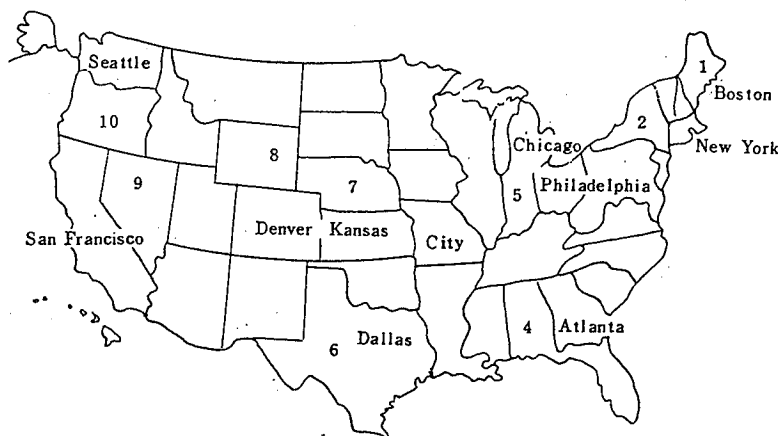 Seattle
1
Boston
10
2
Chicago
New York
8
9
7
5
Philadelphia
San Francisco
Denver
Kansas City
4
Atlanta
6
Dallas